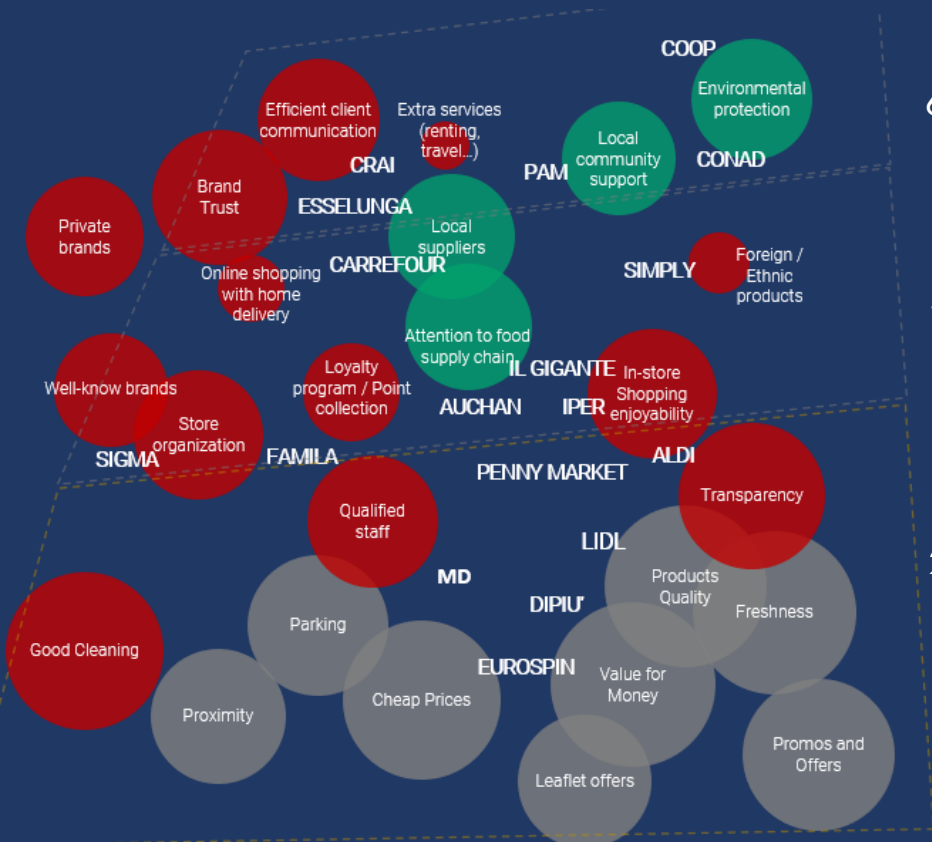 COOP
Environmental
protection
Efficient client
communication
Extra services
(renting,
travel...)
Local
community
support
CRAI
PAM
CONAD
Brand
Trust
ESSELUNGA
Private
brands
Local
suppliers
CARREFOUR
SIMPLY
Foreign /
Ethnic
products
Online shopping
with home
delivery
Attention to food
supply chain
IL GIGANTE
Well-know brands
Loyalty
program / Point
collection
In-store
Shopping
enjoyability
AUCHAN
IPER
Store
organization
SIGMA
FAMILA
ALDI
PENNY MARKET
Transparency
Qualified
staff
LIDL
MD
Products
Quality
DIPIU'
Freshness
Parking
Good Cleaning
EUROSPIN
Value for
Money
Cheap Prices
Proximity
Promos and
Offers
Leaflet offers